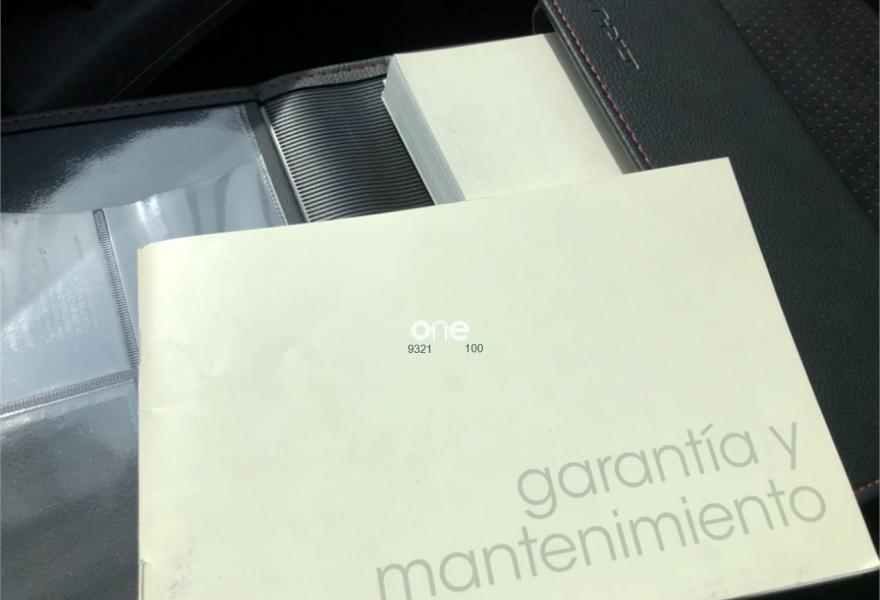 one
9321 100
garantía y
mantenimiento